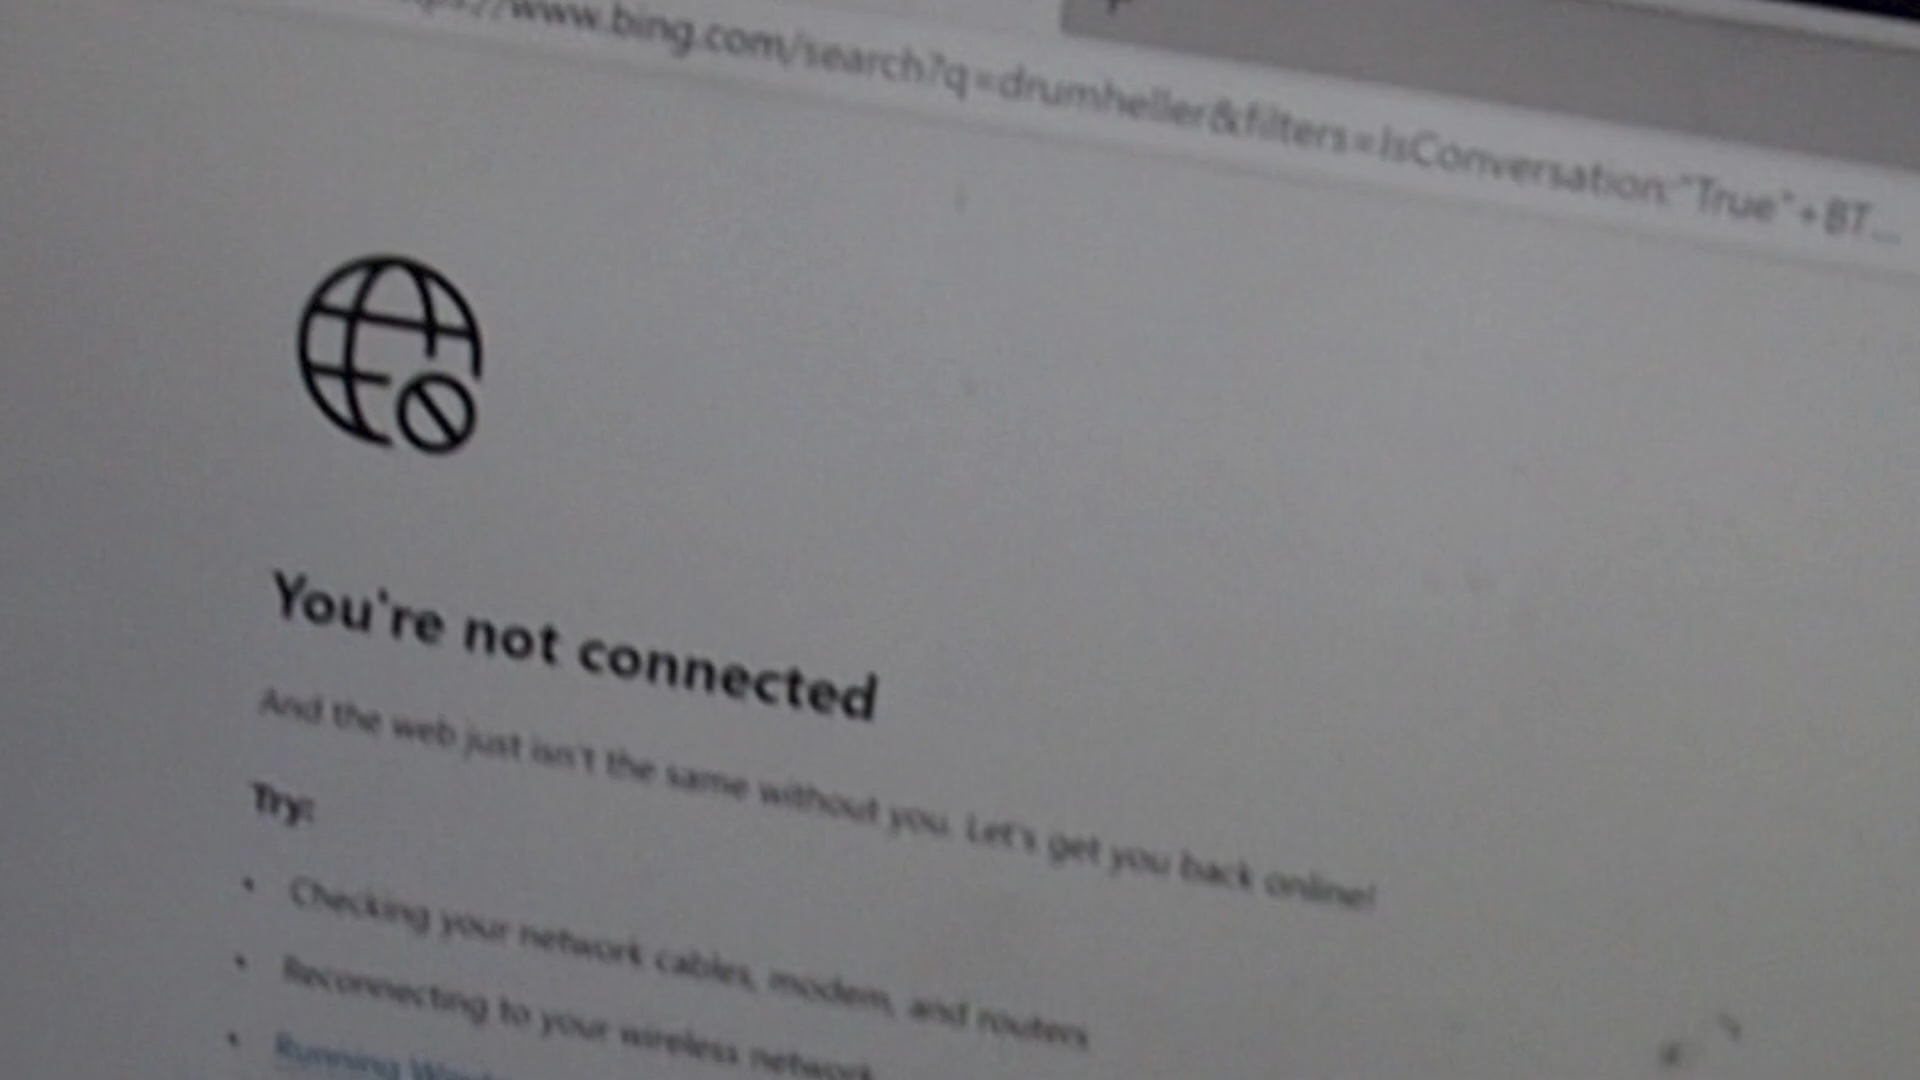 www.bing.com/search?q=drumheller&filters=IsConversation:"True"+BT...
You're not connected
And the web just isn't the same without you. Let's get you back online!
Try:
• Checking your network cables, modem, and routers
• Reconnecting to your wireless network
• Running